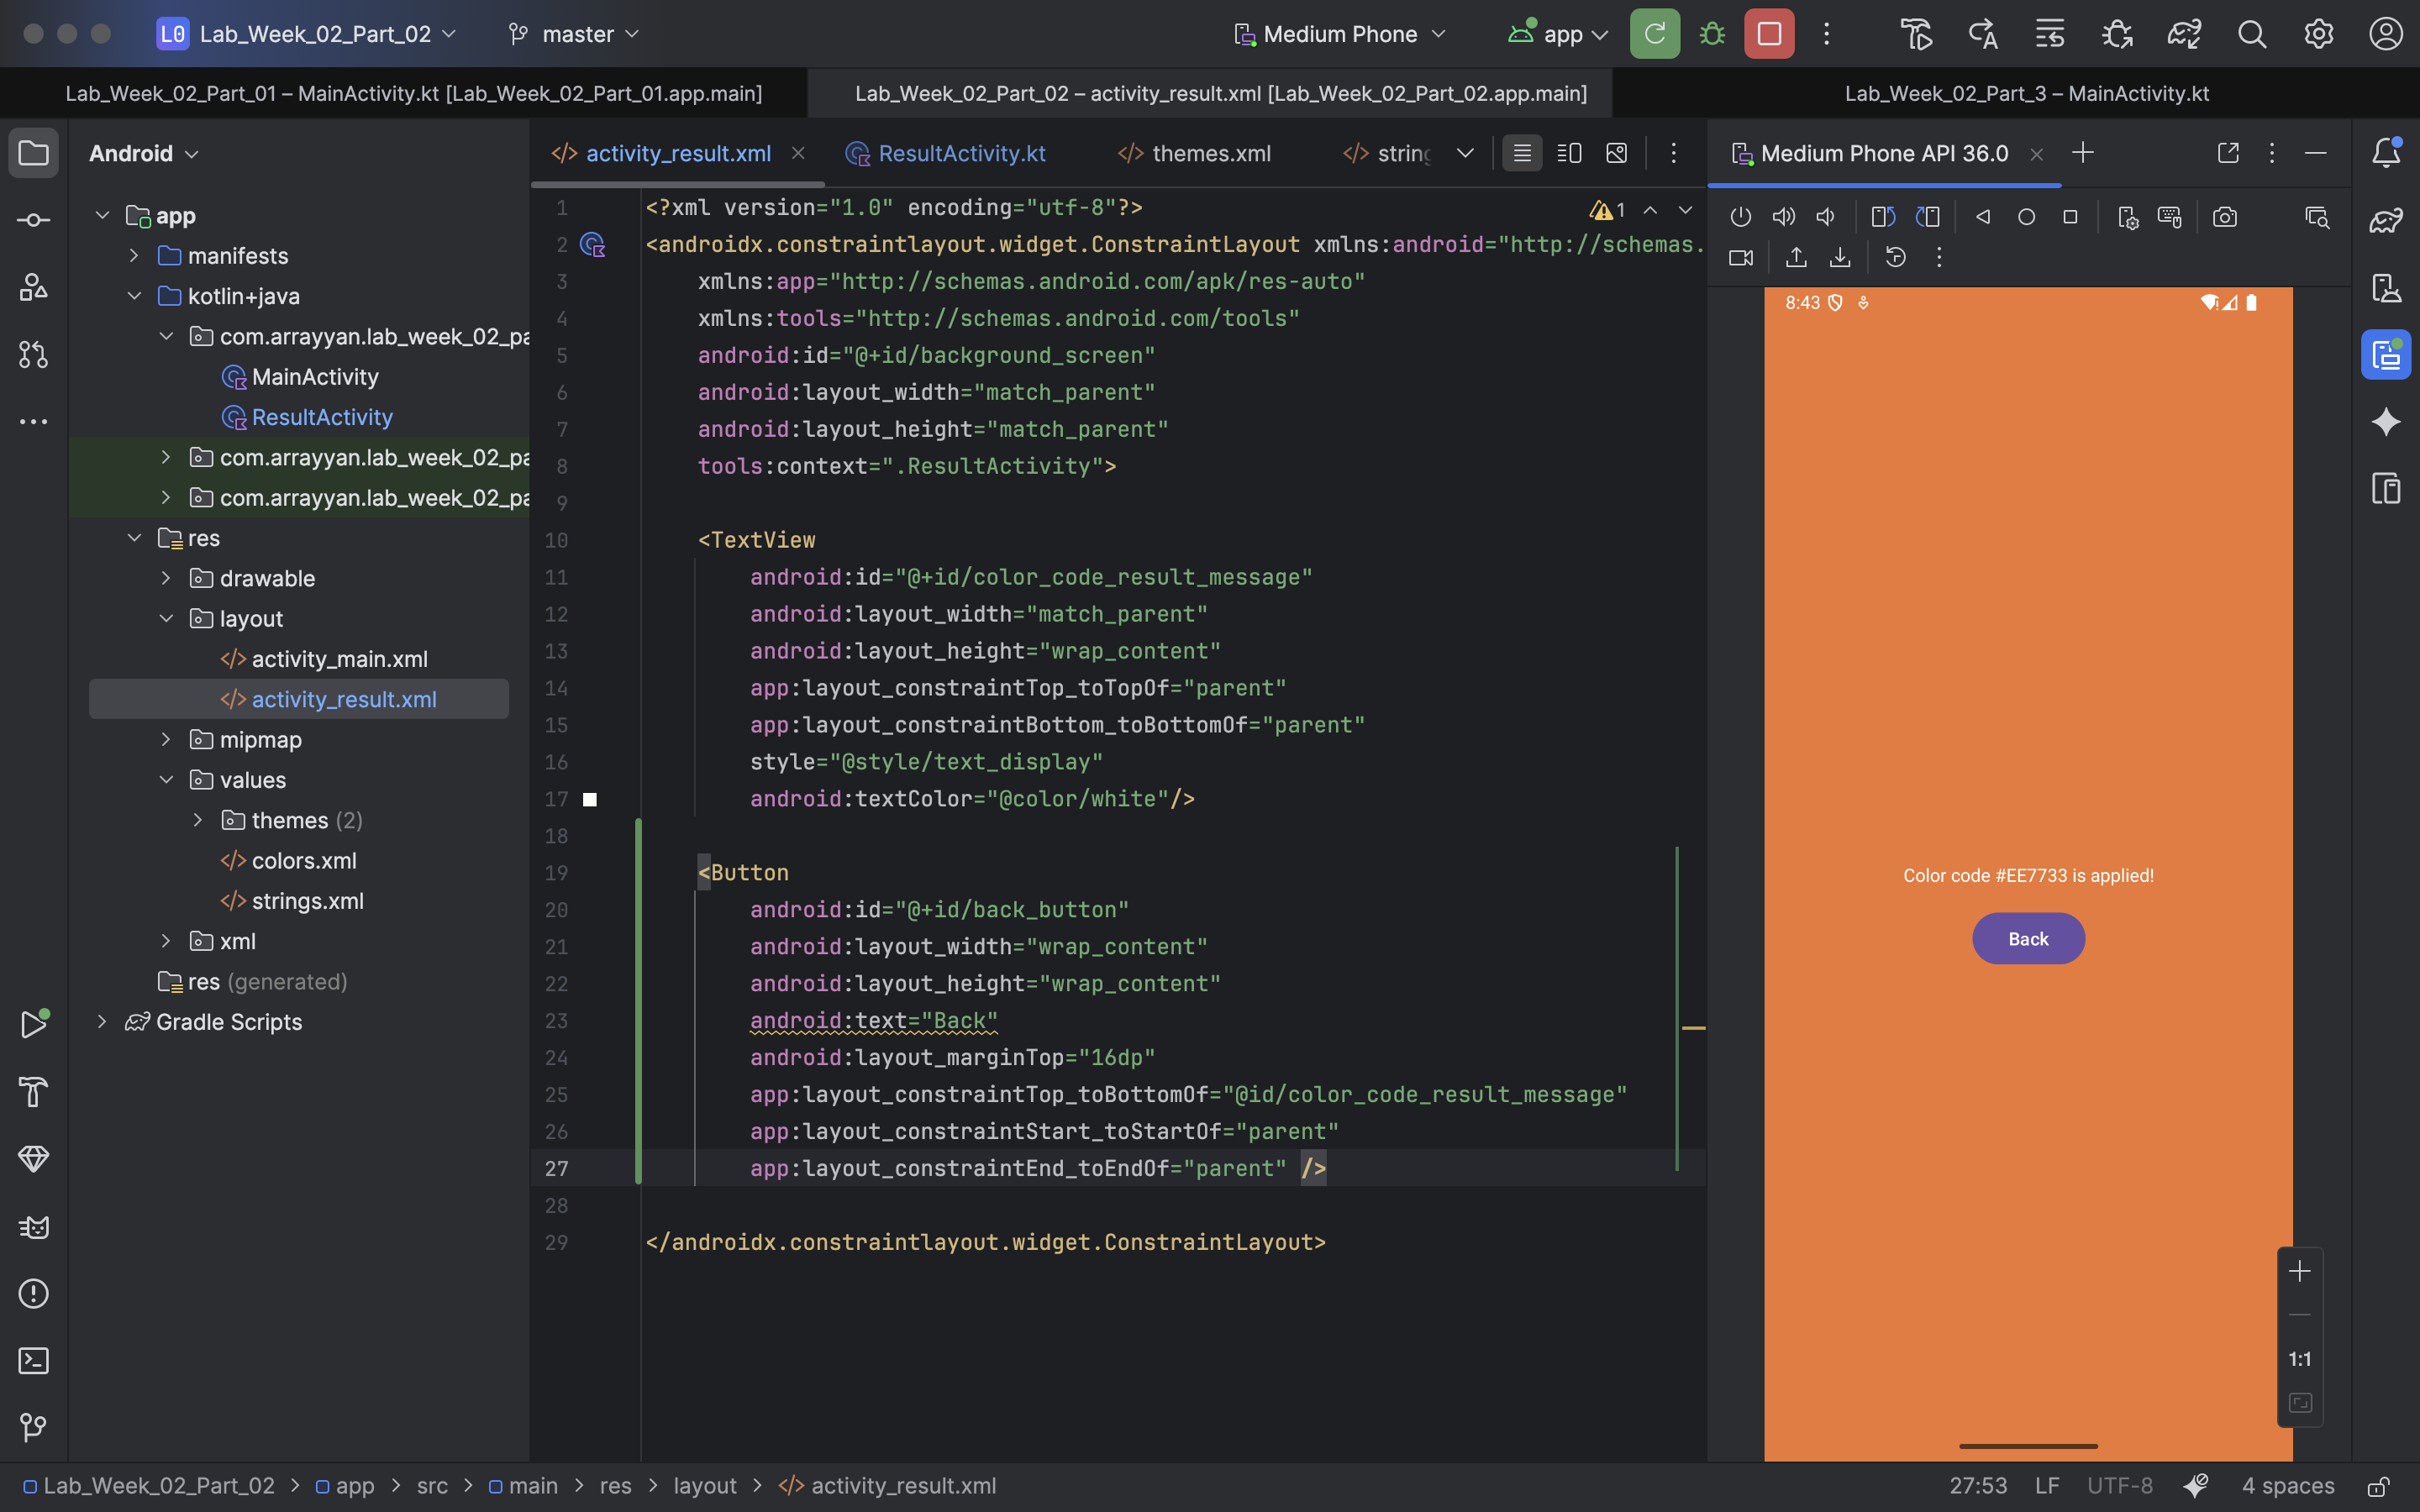 L0 Lab_Week_02_Part_02 master Medium Phone app
Lab_Week_02_Part_01 – MainActivity.kt [Lab_Week_02_Part_01.app.main] Lab_Week_02_Part_02 – activity_result.xml [Lab_Week_02_Part_02.app.main] Lab_Week_02_Part_3 – MainActivity.kt
Android
app
manifests
kotlin+java
com.arrayyan.lab_week_02_pa
MainActivity
ResultActivity
com.arrayyan.lab_week_02_pa
com.arrayyan.lab_week_02_pa
res
drawable
layout
activity_main.xml
activity_result.xml
mipmap
values
themes (2)
colors.xml
strings.xml
xml
res (generated)
Gradle Scripts
activity_result.xml ResultActivity.kt themes.xml string
1
1 <?xml version="1.0" encoding="utf-8"?>
2 <androidx.constraintlayout.widget.ConstraintLayout xmlns:android="http://schemas.
3 xmlns:app="http://schemas.android.com/apk/res-auto"
4 xmlns:tools="http://schemas.android.com/tools"
5 android:id="@+id/background_screen"
6 android:layout_width="match_parent"
7 android:layout_height="match_parent"
8 tools:context=".ResultActivity">
9
10 <TextView
11 android:id="@+id/color_code_result_message"
12 android:layout_width="match_parent"
13 android:layout_height="wrap_content"
14 app:layout_constraintTop_toTopOf="parent"
15 app:layout_constraintBottom_toBottomOf="parent"
16 style="@style/text_display"
17 android:textColor="@color/white"/>
18
19 <Button
20 android:id="@+id/back_button"
21 android:layout_width="wrap_content"
22 android:layout_height="wrap_content"
23 android:text="Back"
24 android:layout_marginTop="16dp"
25 app:layout_constraintTop_toBottomOf="@id/color_code_result_message"
26 app:layout_constraintStart_toStartOf="parent"
27 app:layout_constraintEnd_toEndOf="parent" />
28
29 </androidx.constraintlayout.widget.ConstraintLayout>
Medium Phone API 36.0
8:43
Color code #EE7733 is applied!
Back
1:1
Lab_Week_02_Part_02 > app > src > main > res > layout > activity_result.xml 27:53 LF UTF-8 4 spaces